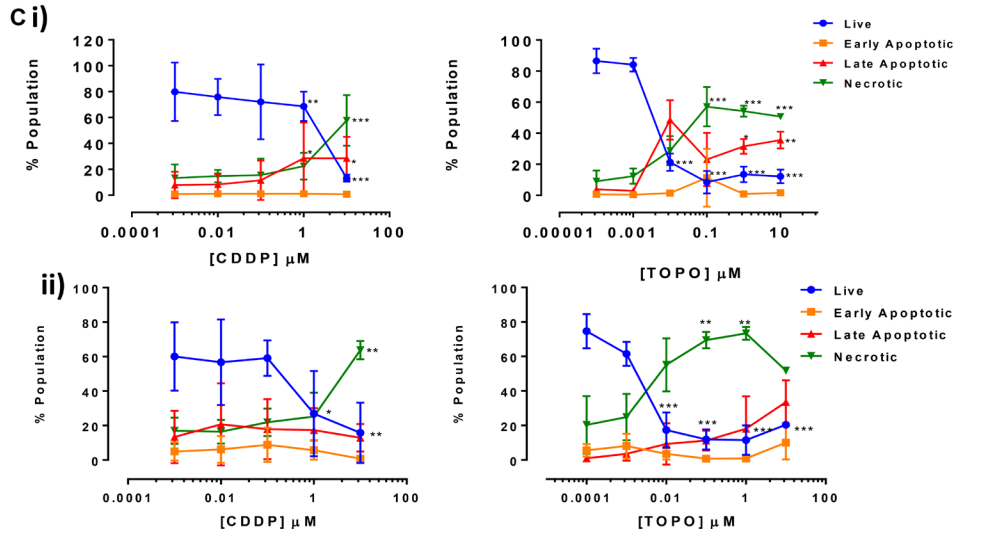 C i)
120
100
80
60
40
20
0
% Population
0.0001 0.01 1 100
[CDDP] µM
**
*
***
*
***
100
80
60
40
20
0
% Population
0.00001 0.001 0.1 10
[TOPO] µM
***
***
***
***
***
*
***
**
***
Live
Early Apoptotic
Late Apoptotic
Necrotic
ii)
100
80
60
40
20
0
% Population
0.0001 0.01 1 100
[CDDP] µM
**
*
**
100
80
60
40
20
0
% Population
0.0001 0.01 1 100
[TOPO] µM
**
**
***
***
***
***
Live
Early Apoptotic
Late Apoptotic
Necrotic